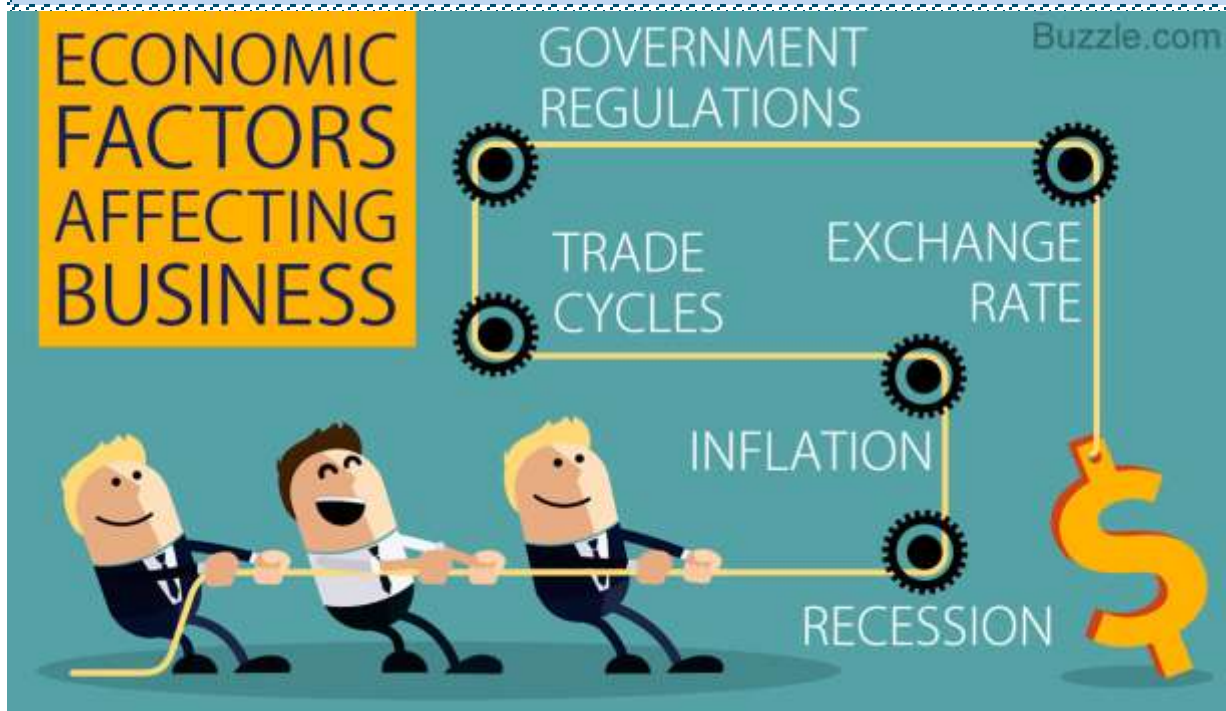 ECONOMIC
FACTORS
AFFECTING
BUSINESS
GOVERNMENT
REGULATIONS
Buzzle.com
TRADE
CYCLES
EXCHANGE
RATE
INFLATION
RECESSION